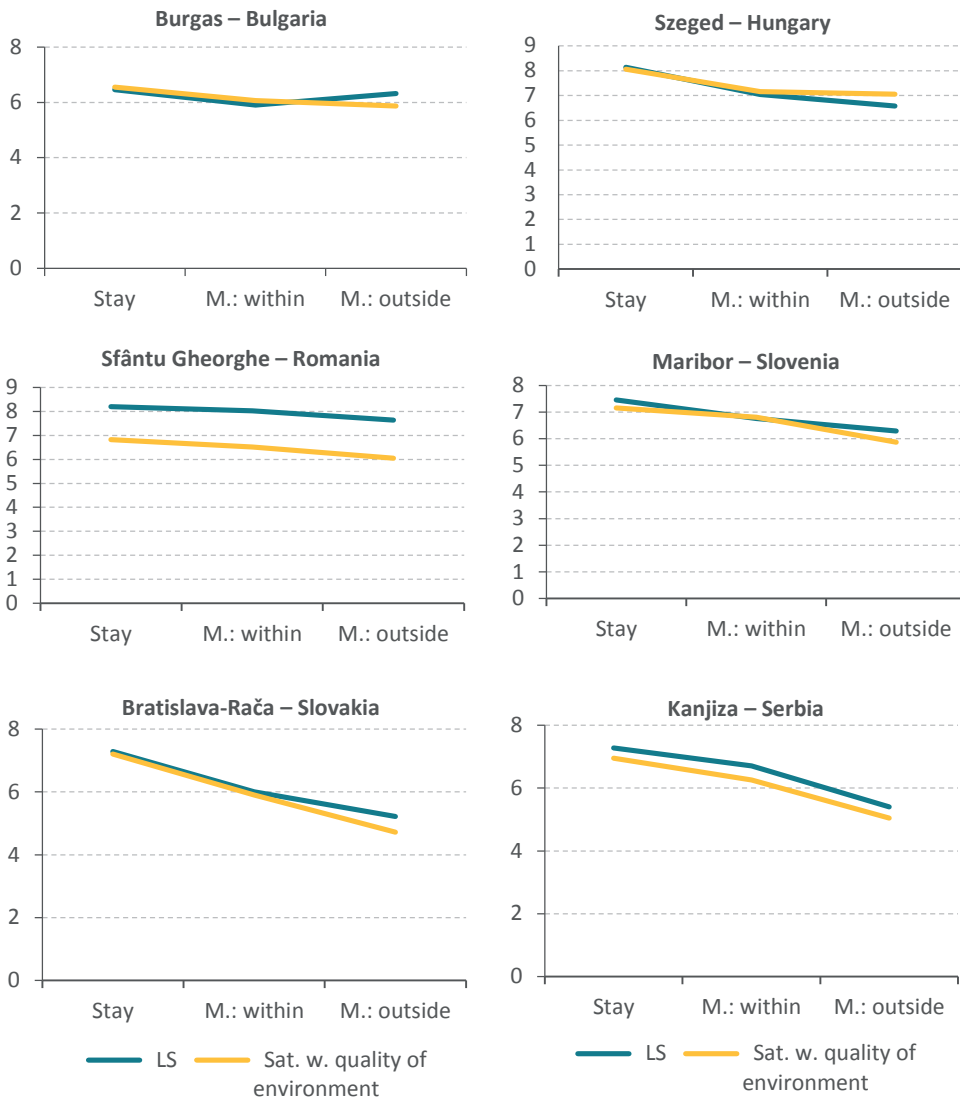 Burgas – Bulgaria
8
6
4
2
0
Stay M.: within M.: outside
Szeged – Hungary
9
8
7
6
5
4
3
2
1
0
Stay M.: within M.: outside
Sfântu Gheorghe – Romania
9
8
7
6
5
4
3
2
1
0
Stay M.: within M.: outside
Maribor – Slovenia
8
7
6
5
4
3
2
1
0
Stay M.: within M.: outside
Bratislava-Rača – Slovakia
8
6
4
2
0
Stay M.: within M.: outside
LS Sat. w. quality of
environment
Kanjiza – Serbia
8
6
4
2
0
Stay M.: within M.: outside
LS Sat. w. quality of
environment